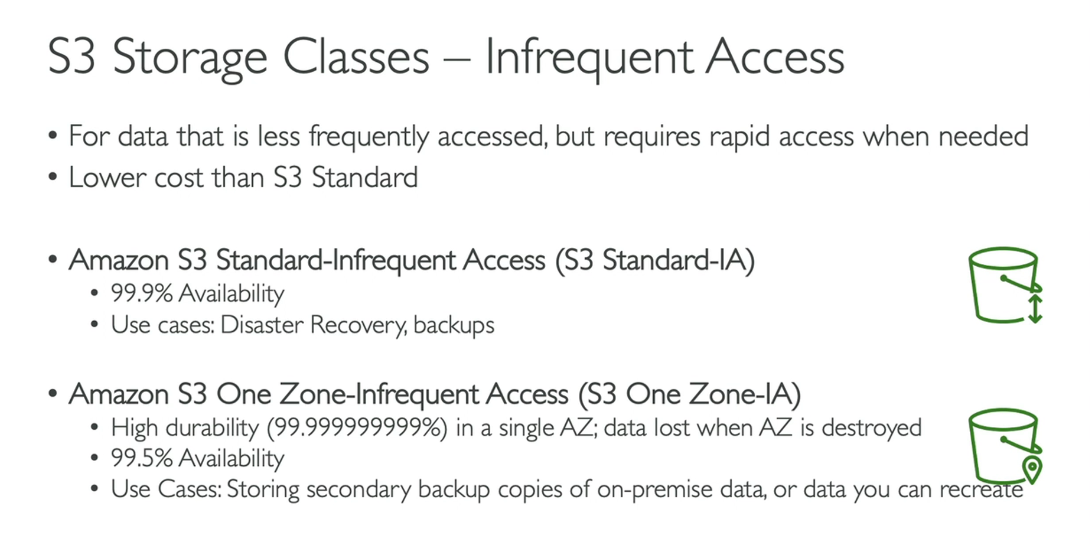 S3 Storage Classes – Infrequent Access
• For data that is less frequently accessed, but requires rapid access when needed
• Lower cost than S3 Standard
• Amazon S3 Standard-Infrequent Access (S3 Standard-IA)
• 99.9% Availability
• Use cases: Disaster Recovery, backups
• Amazon S3 One Zone-Infrequent Access (S3 One Zone-IA)
• High durability (99.999999999%) in a single AZ; data lost when AZ is destroyed
• 99.5% Availability
• Use Cases: Storing secondary backup copies of on-premise data, or data you can recreate